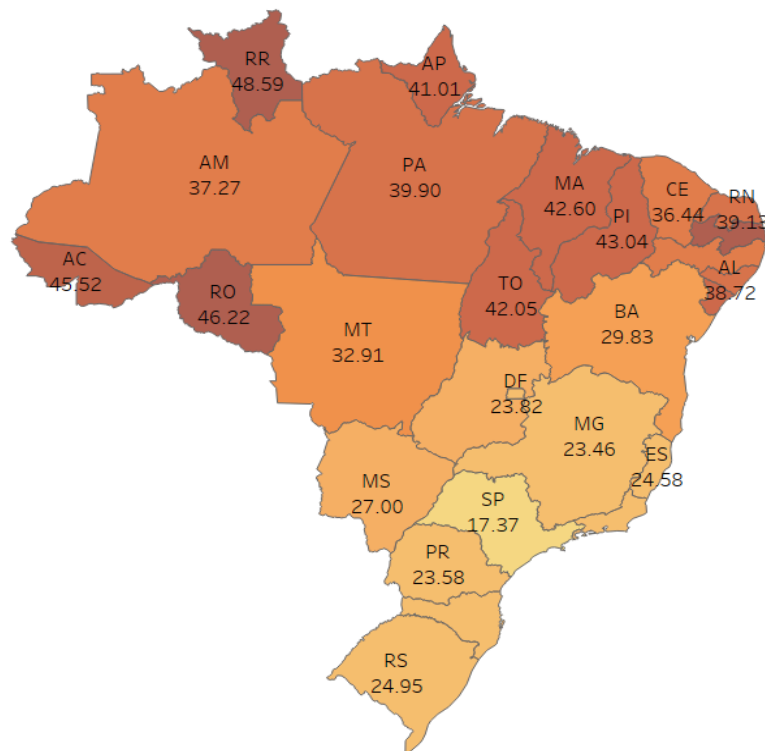 RR
48.59
AP
41.01
AM
37.27
PA
39.90
MA
42.60
CE
36.44
RN
39.13
PI
43.04
AC
45.52
RO
46.22
TO
42.05
AL
38.72
MT
32.91
BA
29.83
DF
23.82
MG
23.46
ES
24.58
MS
27.00
SP
17.37
PR
23.58
RS
24.95